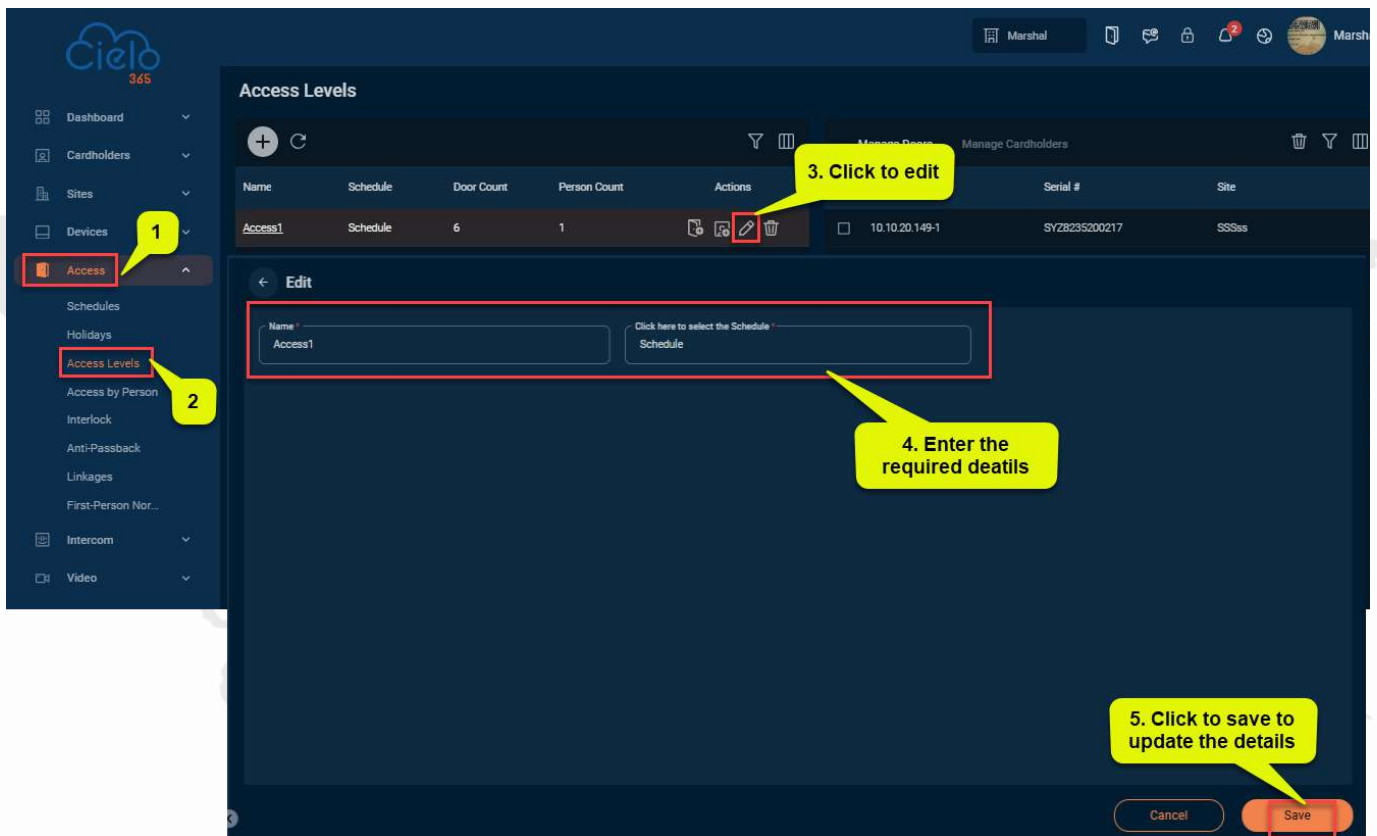 Cielo
365
Marshal
2
Marsh
Access Levels
Dashboard
Cardholders
Sites
Devices
1
Access
Schedules
Holidays
Access Levels
Access by Person
2
Interlock
Anti-Passback
Linkages
First-Person Nor...
Intercom
Video
Manage Doors
Manage Cardholders
3. Click to edit
Name Schedule Door Count Person Count Actions
Serial # Site
Access1 Schedule 6 1
10.10.20.149-1 SYZ8235200217 SSSss
Edit
Name *
Access1
Click here to select the Schedule *
Schedule
4. Enter the
required deatils
5. Click to save to
update the details
Cancel
Save